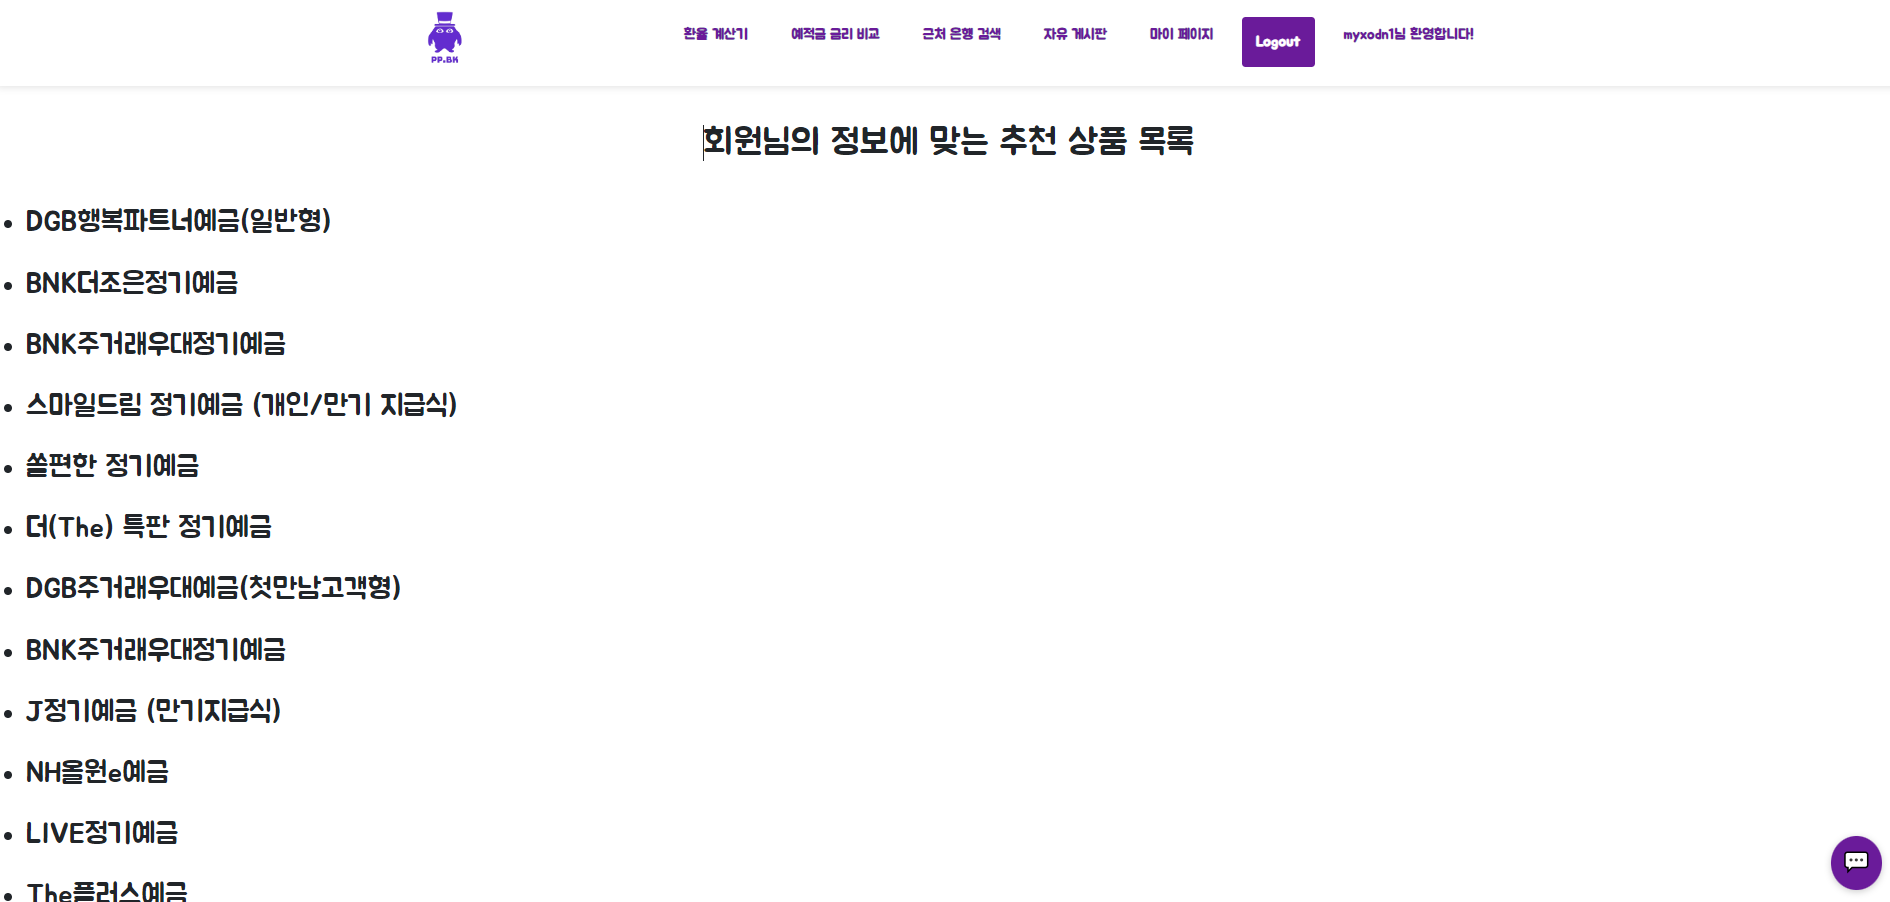 PP.BK
환율 계산기 예적금 금리 비교 근처 은행 검색 자유 게시판 마이 페이지 Logout myxodn1님 환영합니다!
회원님의 정보에 맞는 추천 상품 목록
DGB행복파트너예금(일반형)
BNK더조은정기예금
BNK주거래우대정기예금
스마일드림 정기예금 (개인/만기 지급식)
쏠편한 정기예금
더(The) 특판 정기예금
DGB주거래우대예금(첫만남고객형)
BNK주거래우대정기예금
J정기예금 (만기지급식)
NH올원e예금
LIVE정기예금
The플러스예금